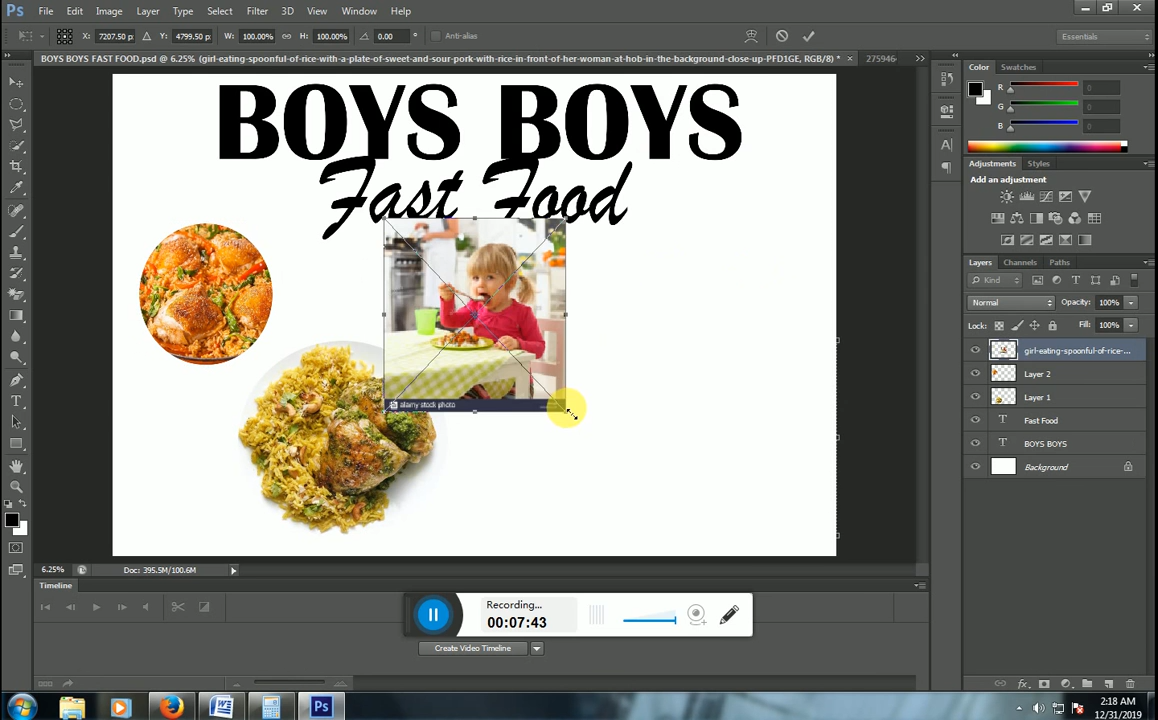 Ps File Edit Image Layer Type Select Filter 3D View Window Help
X: 7207.50 p Y: 4799.50 p W: 100.00% H: 100.00% 0.00 ° Anti-alias Essentials
BOYS BOYS FAST FOOD.psd @ 6.25% (girl-eating-spoonful-of-rice-with-a-plate-of-sweet-and-sour-pork-with-rice-in-front-of-her-woman-at-hob-in-the-background-close-up-PFD1GE, RGB/8) * × 275946
BOYS BOYS
Fast Food
alamy stock photo
Color Swatches
R 0
G 0
B 0
Adjustments Styles
Add an adjustment
Layers Channels Paths
Kind
Normal Opacity: 100%
Lock: Fill: 100%
girl-eating-spoonful-of-rice-...
Layer 2
Layer 1
T Fast Food
T BOYS BOYS
Background
6.25% Doc: 395.5M/100.6M
Timeline
Recording...
00:07:43
Create Video Timeline
2:18 AM
12/31/2019